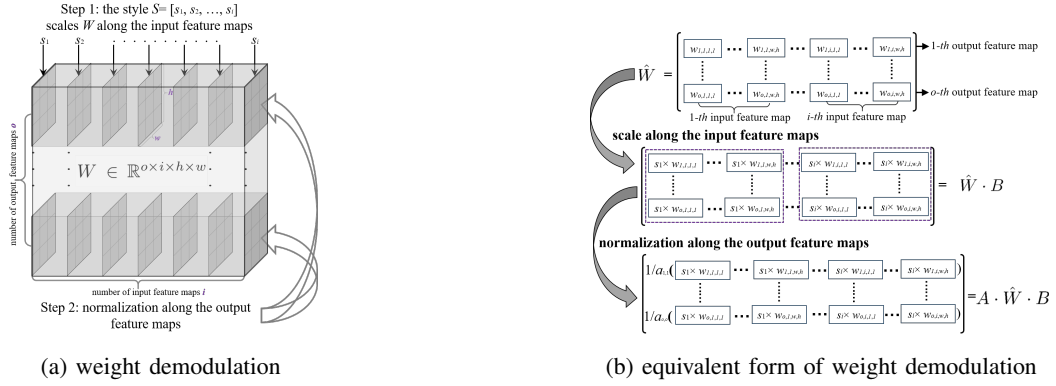 Step 1: the style S= [s1, s2, …, si]
scales W along the input feature maps
s1 s2 . . . . . . . . . . si
h
w
number of output feature maps o
W ∈ ℝ^{o×i×h×w}
number of input feature maps i
Step 2: normalization along the output
feature maps
(a) weight demodulation
w1,1,1,1 ··· w1,1,w,h ··· w1,i,1,1 ··· w1,i,w,h 1-th output feature map
Ŵ =
wo,1,1,1 ··· wo,1,w,h ··· wo,i,1,1 ··· wo,i,w,h o-th output feature map
1-th input feature map i-th input feature map
scale along the input feature maps
s1× w1,1,1,1 ··· s1× w1,1,w,h ··· si× w1,i,1,1 ··· si× w1,i,w,h
= Ŵ · B
s1× wo,1,1,1 ··· s1× wo,1,w,h ··· si× wo,i,1,1 ··· si× wo,i,w,h
normalization along the output feature maps
1/a1,1( s1× w1,1,1,1 ··· s1× w1,1,w,h ··· si× w1,i,1,1 ··· si× w1,i,w,h )
=A · Ŵ · B
1/ao,o( s1× wo,1,1,1 ··· s1× wo,1,w,h ··· si× wo,i,1,1 ··· si× wo,i,w,h )
(b) equivalent form of weight demodulation